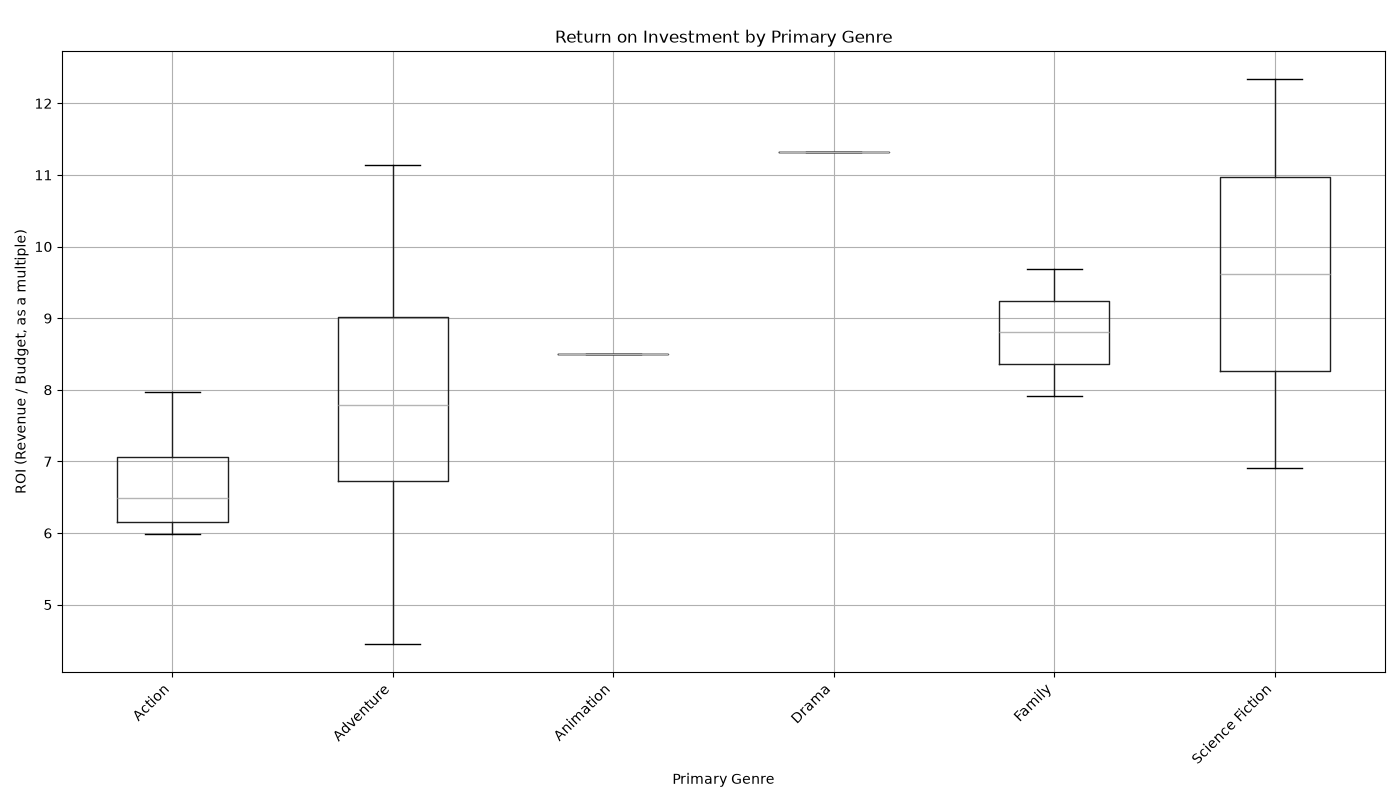 Return on Investment by Primary Genre
ROI (Revenue / Budget, as a multiple)
12
11
10
9
8
7
6
5
Action
Adventure
Animation
Drama
Family
Science Fiction
Primary Genre